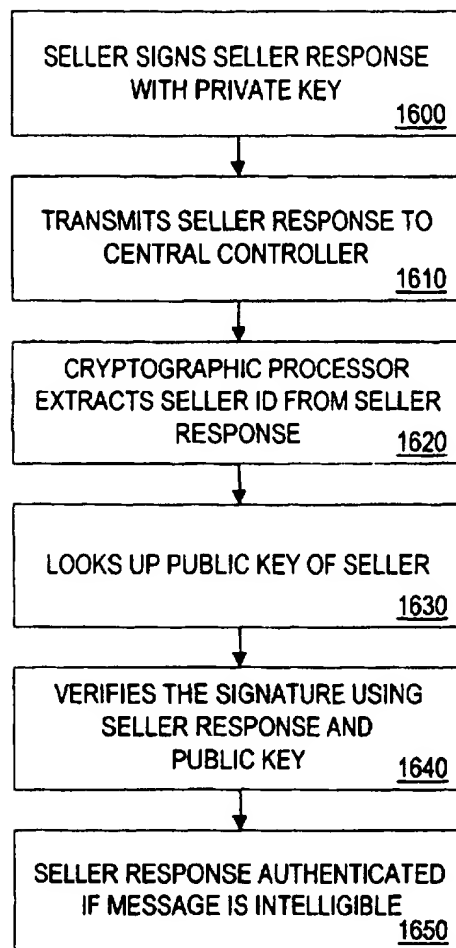 SELLER SIGNS SELLER RESPONSE
WITH PRIVATE KEY
1600
TRANSMITS SELLER RESPONSE TO
CENTRAL CONTROLLER
1610
CRYPTOGRAPHIC PROCESSOR
EXTRACTS SELLER ID FROM SELLER
RESPONSE
1620
LOOKS UP PUBLIC KEY OF SELLER
1630
VERIFIES THE SIGNATURE USING
SELLER RESPONSE AND
PUBLIC KEY
1640
SELLER RESPONSE AUTHENTICATED
IF MESSAGE IS INTELLIGIBLE
1650